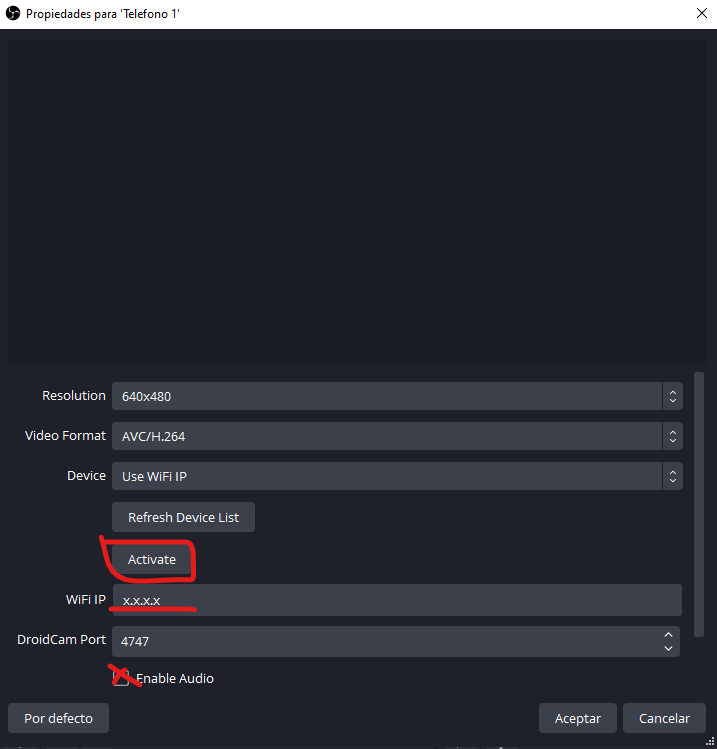 Propiedades para 'Telefono 1'
Resolution 640x480
Video Format AVC/H.264
Device Use WiFi IP
Refresh Device List
Activate
WiFi IP x.x.x.x
DroidCam Port 4747
Enable Audio
Por defecto Aceptar Cancelar